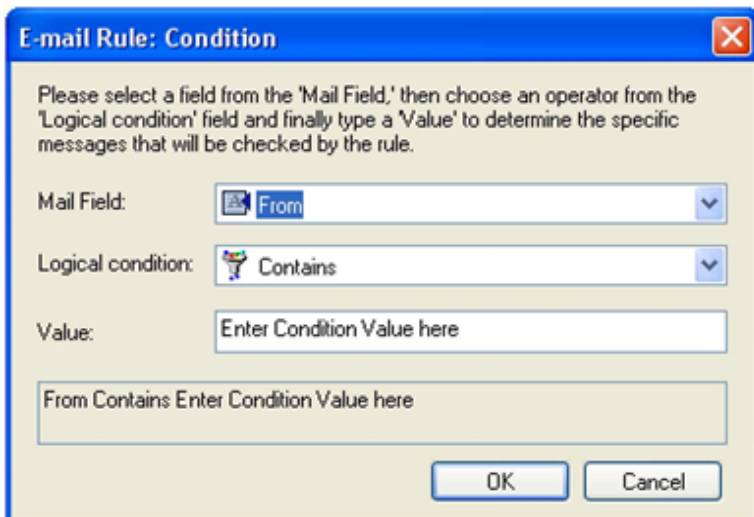 E-mail Rule: Condition
Please select a field from the 'Mail Field,' then choose an operator from the
'Logical condition' field and finally type a 'Value' to determine the specific
messages that will be checked by the rule.
Mail Field: From
Logical condition: Contains
Value: Enter Condition Value here
From Contains Enter Condition Value here
OK Cancel